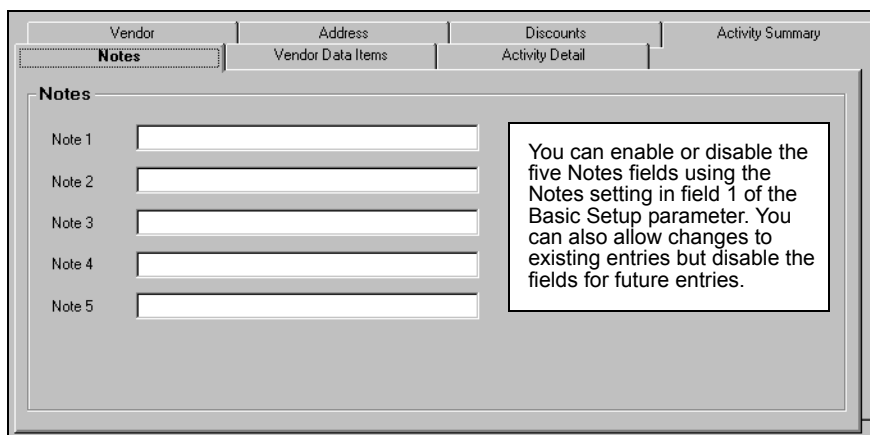 Vendor Address Discounts Activity Summary
Notes Vendor Data Items Activity Detail
Notes
Note 1
Note 2
Note 3
Note 4
Note 5
You can enable or disable the
five Notes fields using the
Notes setting in field 1 of the
Basic Setup parameter. You
can also allow changes to
existing entries but disable the
fields for future entries.